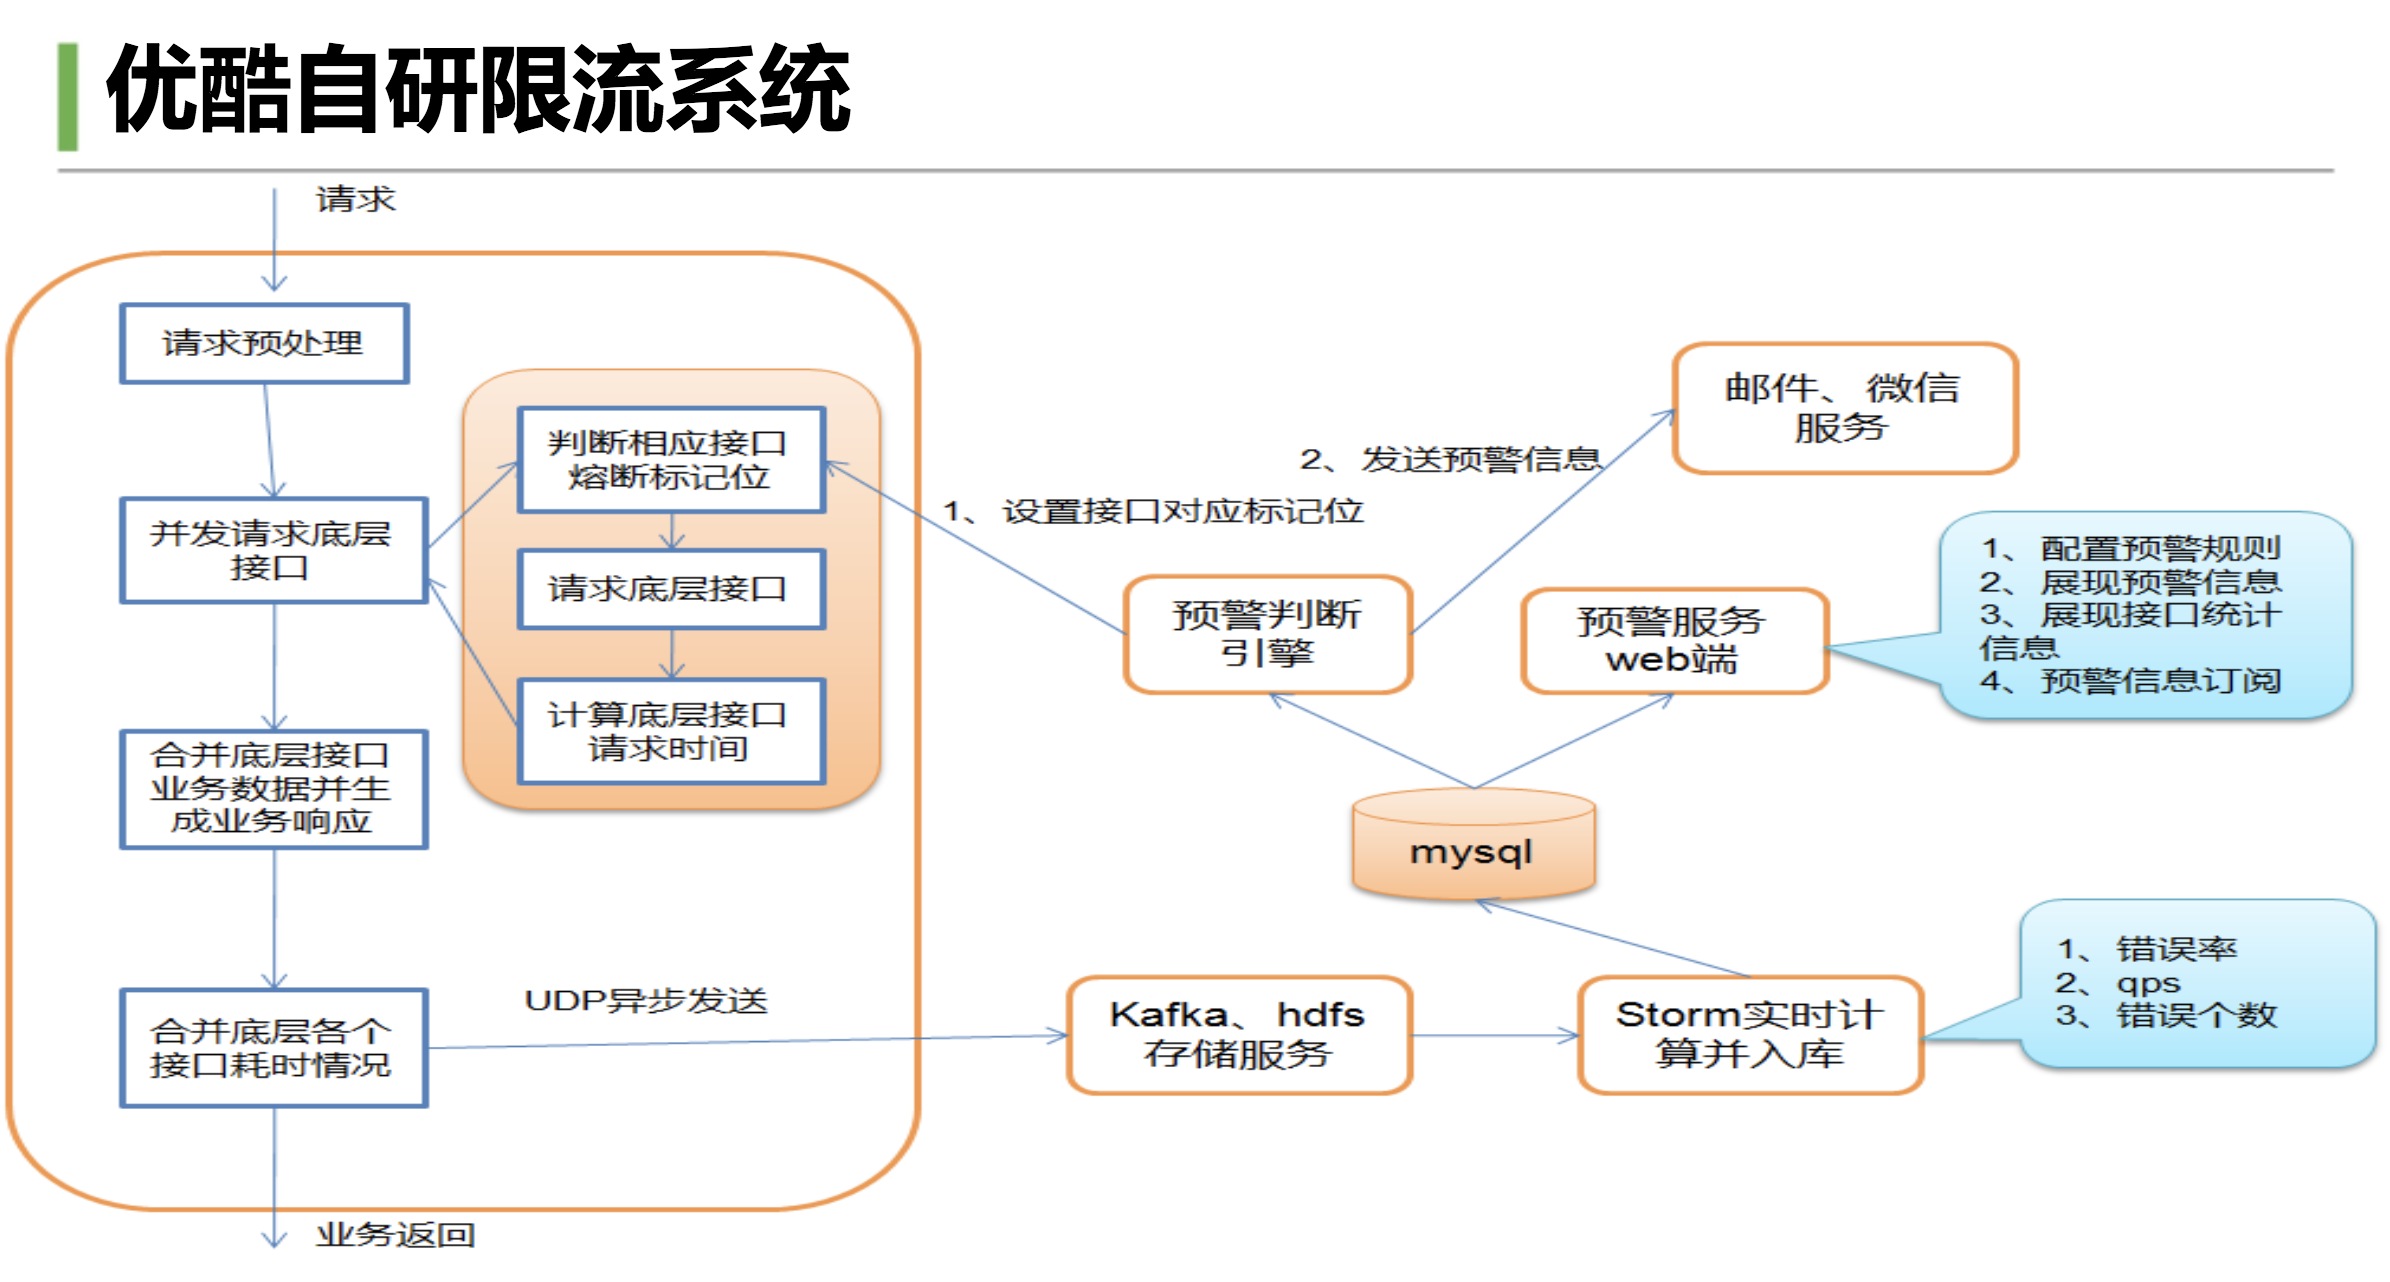 优酷自研限流系统
请求
请求预处理
并发请求底层
接口
合并底层接口
业务数据并生
成业务响应
合并底层各个
接口耗时情况
业务返回
判断相应接口
熔断标记位
请求底层接口
计算底层接口
请求时间
UDP异步发送
1、设置接口对应标记位
2、发送预警信息
邮件、微信
服务
预警判断
引擎
预警服务
web端
1、配置预警规则
2、展现预警信息
3、展现接口统计
信息
4、预警信息订阅
mysql
Kafka、hdfs
存储服务
Storm实时计
算并入库
1、错误率
2、qps
3、错误个数